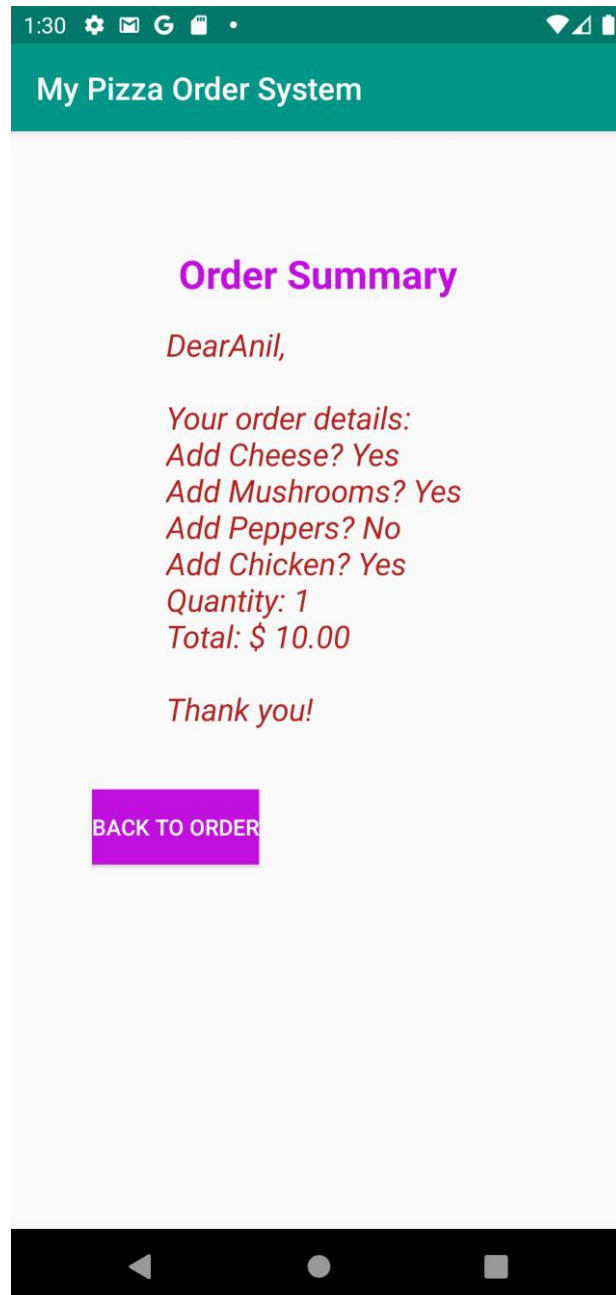 1:30
My Pizza Order System
Order Summary
DearAnil,
Your order details:
Add Cheese? Yes
Add Mushrooms? Yes
Add Peppers? No
Add Chicken? Yes
Quantity: 1
Total: $ 10.00
Thank you!
BACK TO ORDER